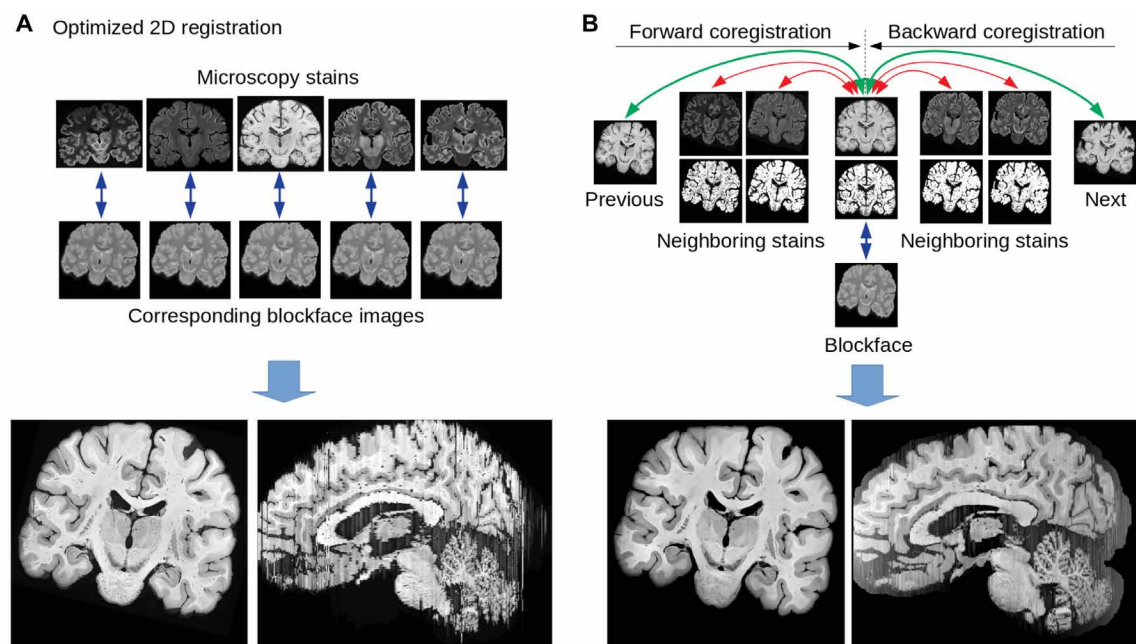 A Optimized 2D registration
Microscopy stains
Corresponding blockface images
B
Forward coregistration Backward coregistration
Previous
Next
Neighboring stains Neighboring stains
Blockface